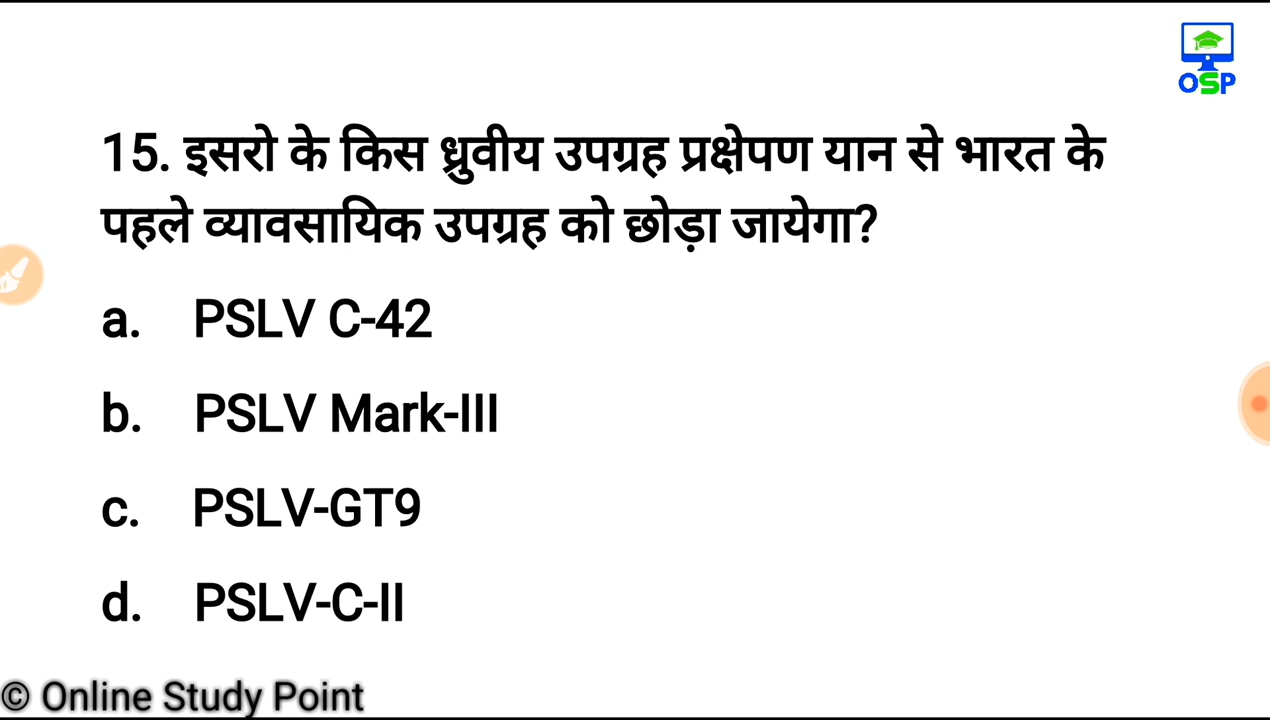 OSP
15. इसरो के किस ध्रुवीय उपग्रह प्रक्षेपण यान से भारत के
पहले व्यावसायिक उपग्रह को छोड़ा जायेगा?
a. PSLV C-42
b. PSLV Mark-III
c. PSLV-GT9
d. PSLV-C-II
© Online Study Point